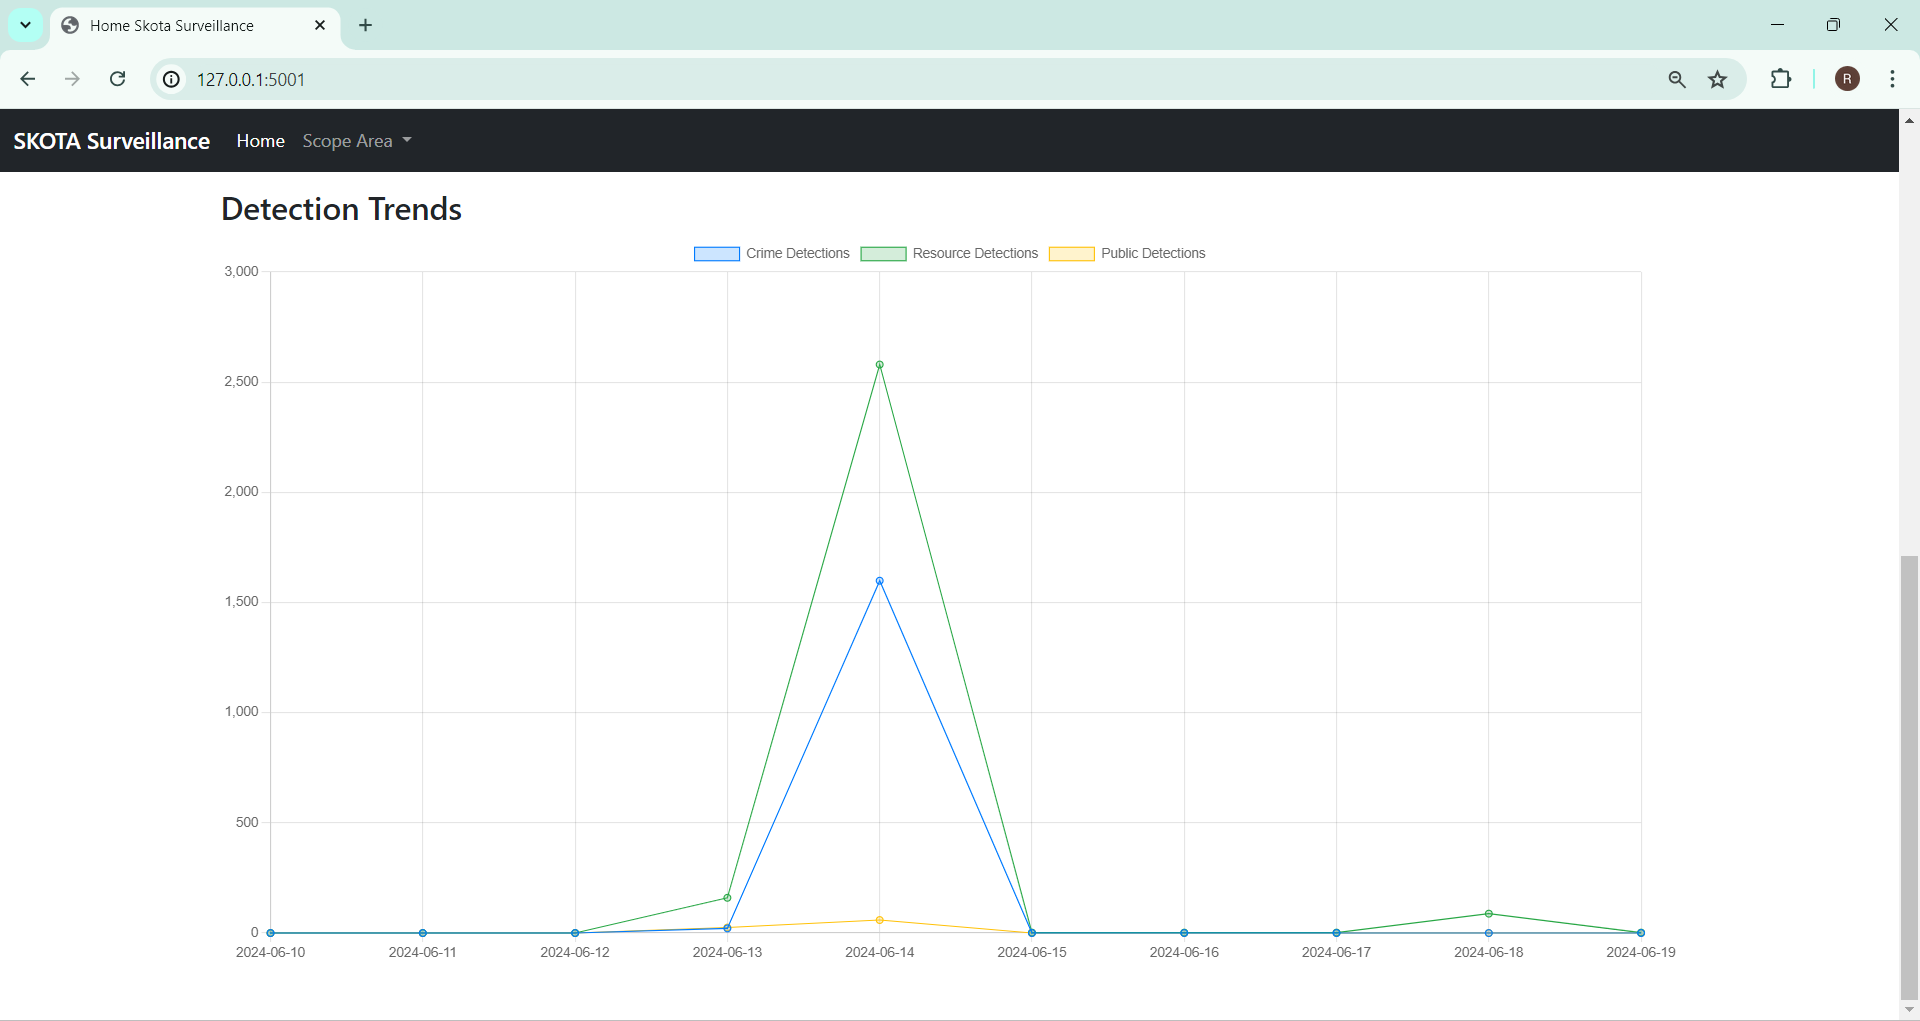 Home Skota Surveillance
127.0.0.1:5001
R
SKOTA Surveillance Home Scope Area
Detection Trends
Crime Detections Resource Detections Public Detections
3,000
2,500
2,000
1,500
1,000
500
0
2024-06-10 2024-06-11 2024-06-12 2024-06-13 2024-06-14 2024-06-15 2024-06-16 2024-06-17 2024-06-18 2024-06-19